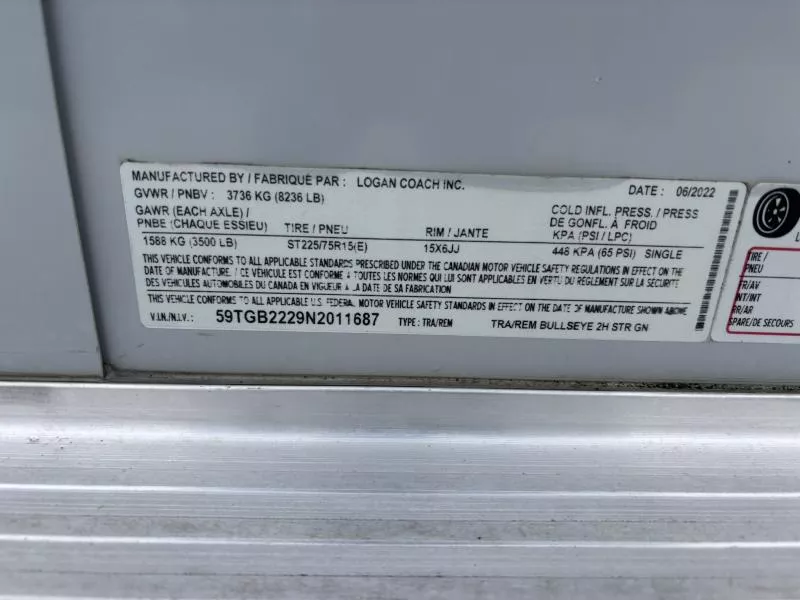 MANUFACTURED BY / FABRIQUÉ PAR : LOGAN COACH INC. DATE : 06/2022
GVWR / PNBV : 3736 KG (8236 LB)
GAWR (EACH AXLE) / COLD INFL. PRESS. / PRESS
PNBE (CHAQUE ESSIEU) TIRE / PNEU RIM / JANTE DE GONFL. À FROID
KPA (PSI / LPC)
1588 KG (3500 LB) ST225/75R15(E) 15X6JJ 448 KPA (65 PSI) SINGLE
THIS VEHICLE CONFORMS TO ALL APPLICABLE STANDARDS PRESCRIBED UNDER THE CANADIAN MOTOR VEHICLE SAFETY REGULATIONS IN EFFECT ON THE
DATE OF MANUFACTURE. / CE VÉHICULE EST CONFORME À TOUTES LES NORMES QUI LUI SONT APPLICABLES EN VERTU DU RÈGLEMENT SUR LA SÉCURITÉ
DES VÉHICULES AUTOMOBILES DU CANADA EN VIGUEUR À LA DATE DE SA FABRICATION.
THIS VEHICLE CONFORMS TO ALL APPLICABLE U.S. FEDERAL MOTOR VEHICLE SAFETY STANDARDS IN EFFECT ON THE DATE OF MANUFACTURE SHOWN ABOVE.
V.I.N./N.I.V.: 59TGB2229N2011687 TYPE : TRA/REM TRA/REM BULLSEYE 2H STR GN
TIRE /
PNEU
TR/AV
INT/INT
RR/AR
SPARE/DE SECOURS